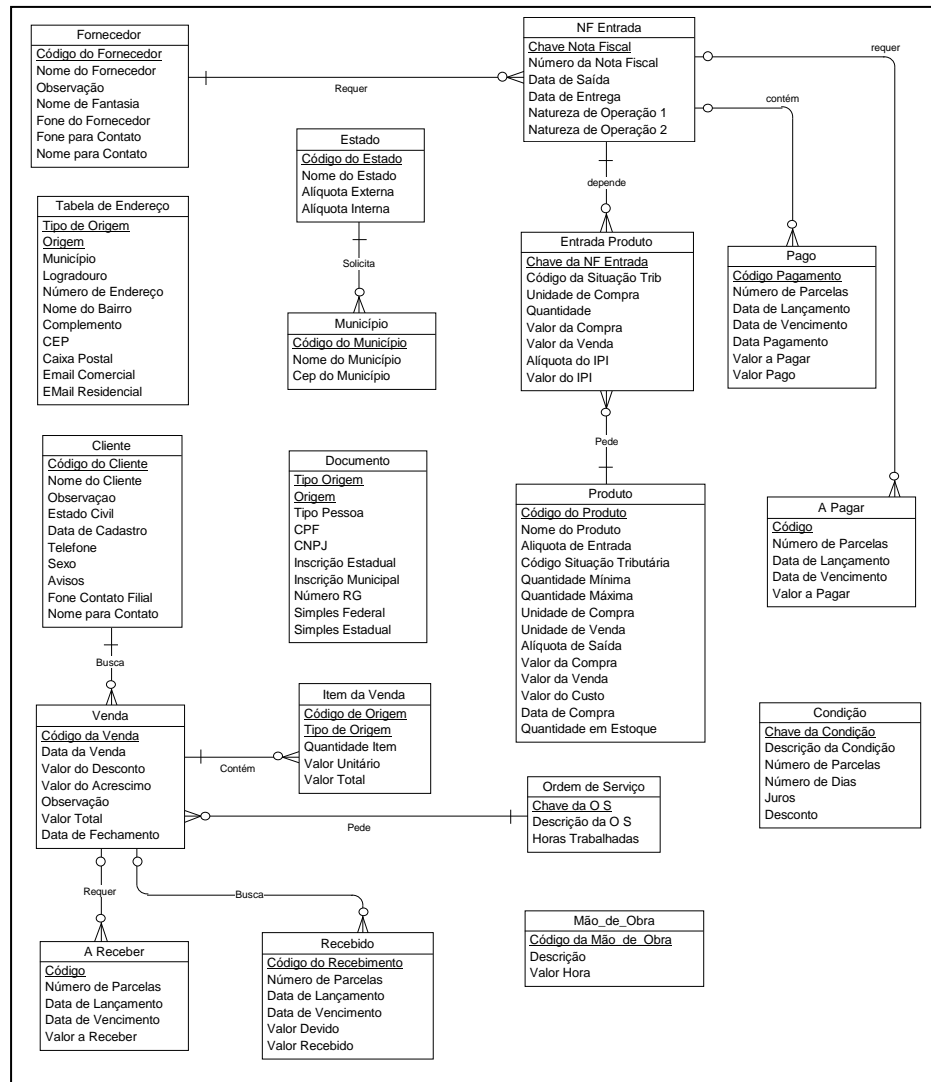 Fornecedor
Código do Fornecedor
Nome do Fornecedor
Observação
Nome de Fantasia
Fone do Fornecedor
Fone para Contato
Nome para Contato
Requer
NF Entrada
Chave Nota Fiscal
Número da Nota Fiscal
Data de Saída
Data de Entrega
Natureza de Operação 1
Natureza de Operação 2
requer
contém
depende
Estado
Código do Estado
Nome do Estado
Alíquota Externa
Alíquota Interna
Solicita
Município
Código do Município
Nome do Município
Cep do Município
Tabela de Endereço
Tipo de Origem
Origem
Município
Logradouro
Número de Endereço
Nome do Bairro
Complemento
CEP
Caixa Postal
Email Comercial
EMail Residencial
Entrada Produto
Chave da NF Entrada
Código da Situação Trib
Unidade de Compra
Quantidade
Valor da Compra
Valor da Venda
Alíquota do IPI
Valor do IPI
Pede
Pago
Código Pagamento
Número de Parcelas
Data de Lançamento
Data de Vencimento
Data Pagamento
Valor a Pagar
Valor Pago
Cliente
Código do Cliente
Nome do Cliente
Observaçao
Estado Civil
Data de Cadastro
Telefone
Sexo
Avisos
Fone Contato Filial
Nome para Contato
Busca
Documento
Tipo Origem
Origem
Tipo Pessoa
CPF
CNPJ
Inscrição Estadual
Inscrição Municipal
Número RG
Simples Federal
Simples Estadual
Produto
Código do Produto
Nome do Produto
Aliquota de Entrada
Código Situação Tributária
Quantidade Mínima
Quantidade Máxima
Unidade de Compra
Unidade de Venda
Alíquota de Saída
Valor da Compra
Valor da Venda
Valor do Custo
Data de Compra
Quantidade em Estoque
A Pagar
Código
Número de Parcelas
Data de Lançamento
Data de Vencimento
Valor a Pagar
Venda
Código da Venda
Data da Venda
Valor do Desconto
Valor do Acrescimo
Observação
Valor Total
Data de Fechamento
Contém
Item da Venda
Código de Origem
Tipo de Origem
Quantidade Item
Valor Unitário
Valor Total
Pede
Ordem de Serviço
Chave da O S
Descrição da O S
Horas Trabalhadas
Condição
Chave da Condição
Descrição da Condição
Número de Parcelas
Número de Dias
Juros
Desconto
Requer
Busca
A Receber
Código
Número de Parcelas
Data de Lançamento
Data de Vencimento
Valor a Receber
Recebido
Código do Recebimento
Número de Parcelas
Data de Lançamento
Data de Vencimento
Valor Devido
Valor Recebido
Mão_de_Obra
Código da Mão_de_Obra
Descrição
Valor Hora